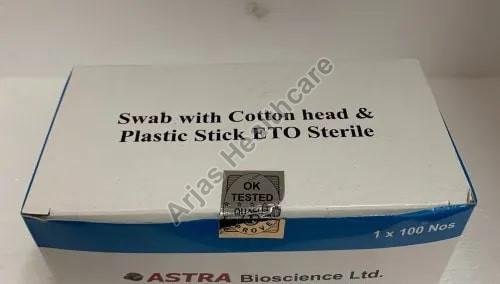 Swab with Cotton head &
Plastic Stick ETO Sterile
Arjas Healthcare
OK
TESTED
1 x 100 Nos
ASTRA Bioscience Ltd.